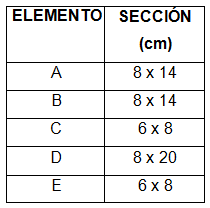 ELEMENTO SECCIÓN
(cm)
A 8 x 14
B 8 x 14
C 6 x 8
D 8 x 20
E 6 x 8